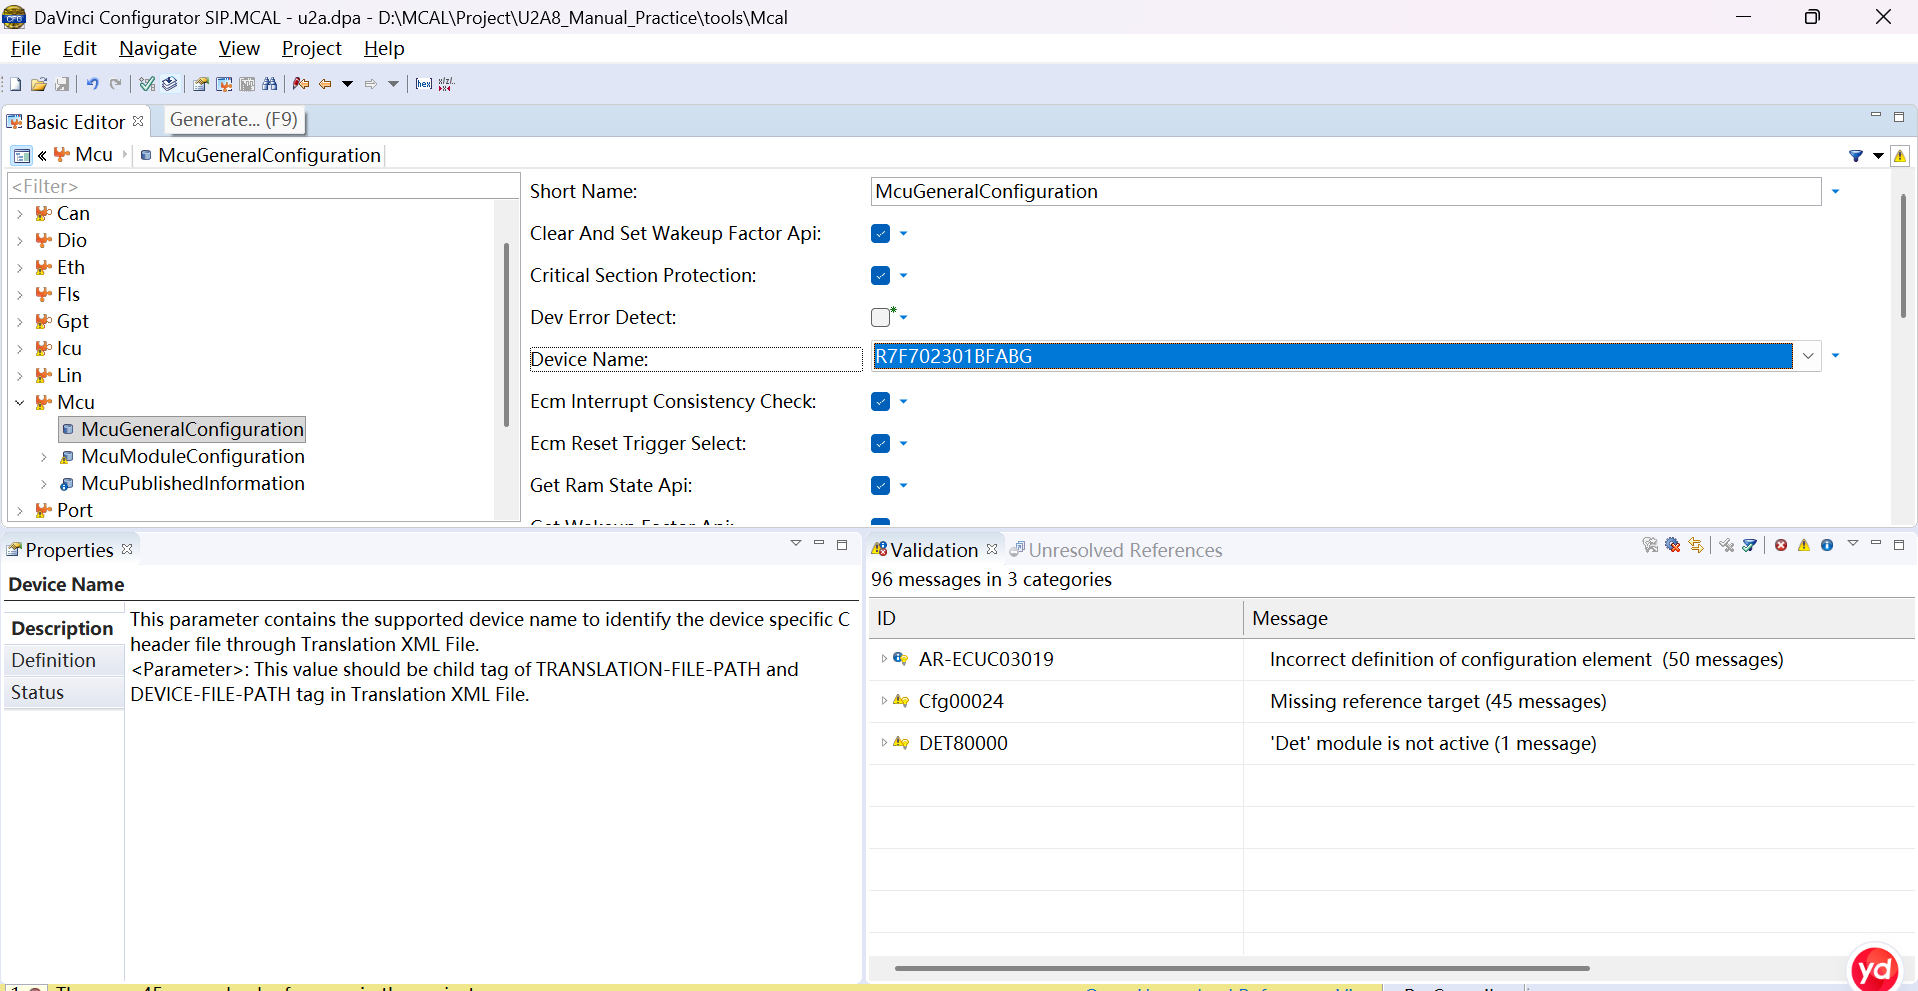 DaVinci Configurator SIP.MCAL - u2a.dpa - D:\MCAL\Project\U2A8_Manual_Practice\tools\Mcal
File Edit Navigate View Project Help
Basic Editor
Generate... (F9)
Mcu
McuGeneralConfiguration
<Filter>
Can
Dio
Eth
Fls
Gpt
Icu
Lin
Mcu
McuGeneralConfiguration
McuModuleConfiguration
McuPublishedInformation
Port
Short Name: McuGeneralConfiguration
Clear And Set Wakeup Factor Api:
Critical Section Protection:
Dev Error Detect:
Device Name: R7F702301BFABG
Ecm Interrupt Consistency Check:
Ecm Reset Trigger Select:
Get Ram State Api:
Properties
Device Name
Description
Definition
Status
This parameter contains the supported device name to identify the device specific C
header file through Translation XML File.
<Parameter>: This value should be child tag of TRANSLATION-FILE-PATH and
DEVICE-FILE-PATH tag in Translation XML File.
Validation
Unresolved References
96 messages in 3 categories
ID Message
AR-ECUC03019 Incorrect definition of configuration element (50 messages)
Cfg00024 Missing reference target (45 messages)
DET80000 'Det' module is not active (1 message)
yd